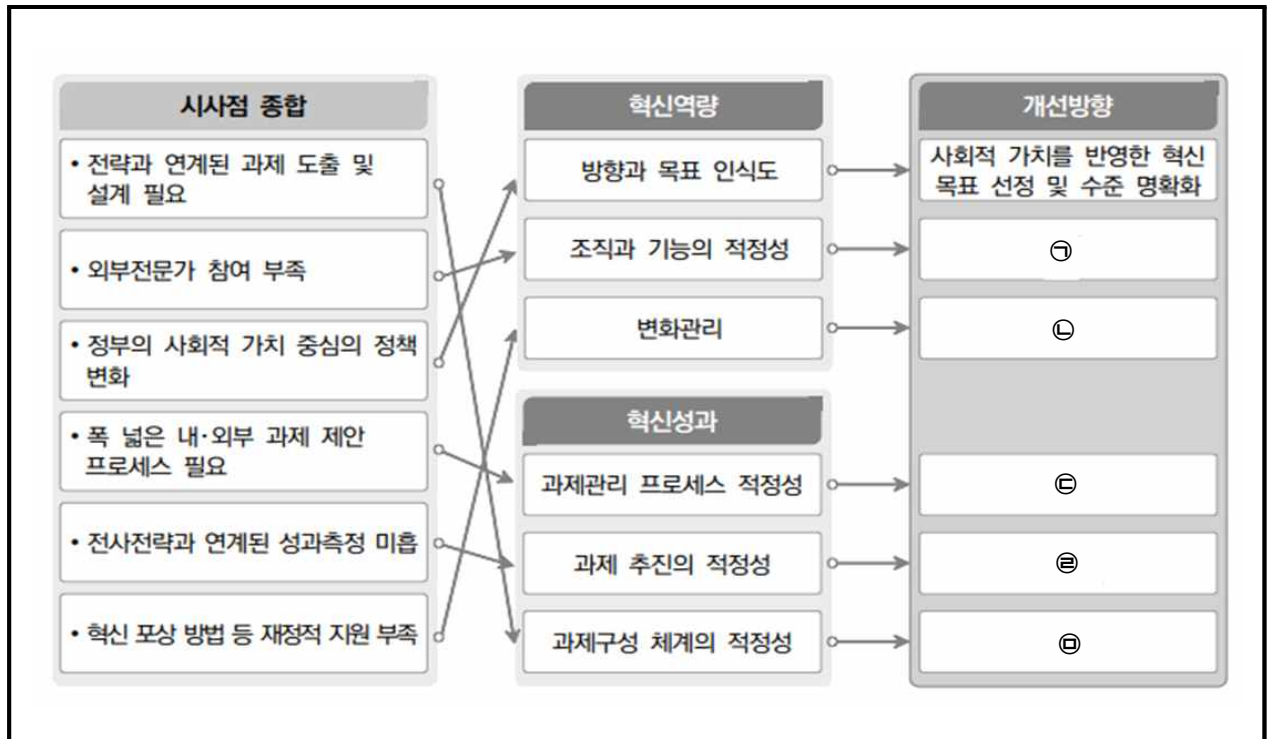 시사점 종합
• 전략과 연계된 과제 도출 및
설계 필요
• 외부전문가 참여 부족
• 정부의 사회적 가치 중심의 정책
변화
• 폭 넓은 내·외부 과제 제안
프로세스 필요
• 전사전략과 연계된 성과측정 미흡
• 혁신 포상 방법 등 재정적 지원 부족
혁신역량
방향과 목표 인식도
조직과 기능의 적정성
변화관리
혁신성과
과제관리 프로세스 적정성
과제 추진의 적정성
과제구성 체계의 적정성
개선방향
사회적 가치를 반영한 혁신
목표 선정 및 수준 명확화
㉠
㉡
㉢
㉣
㉤